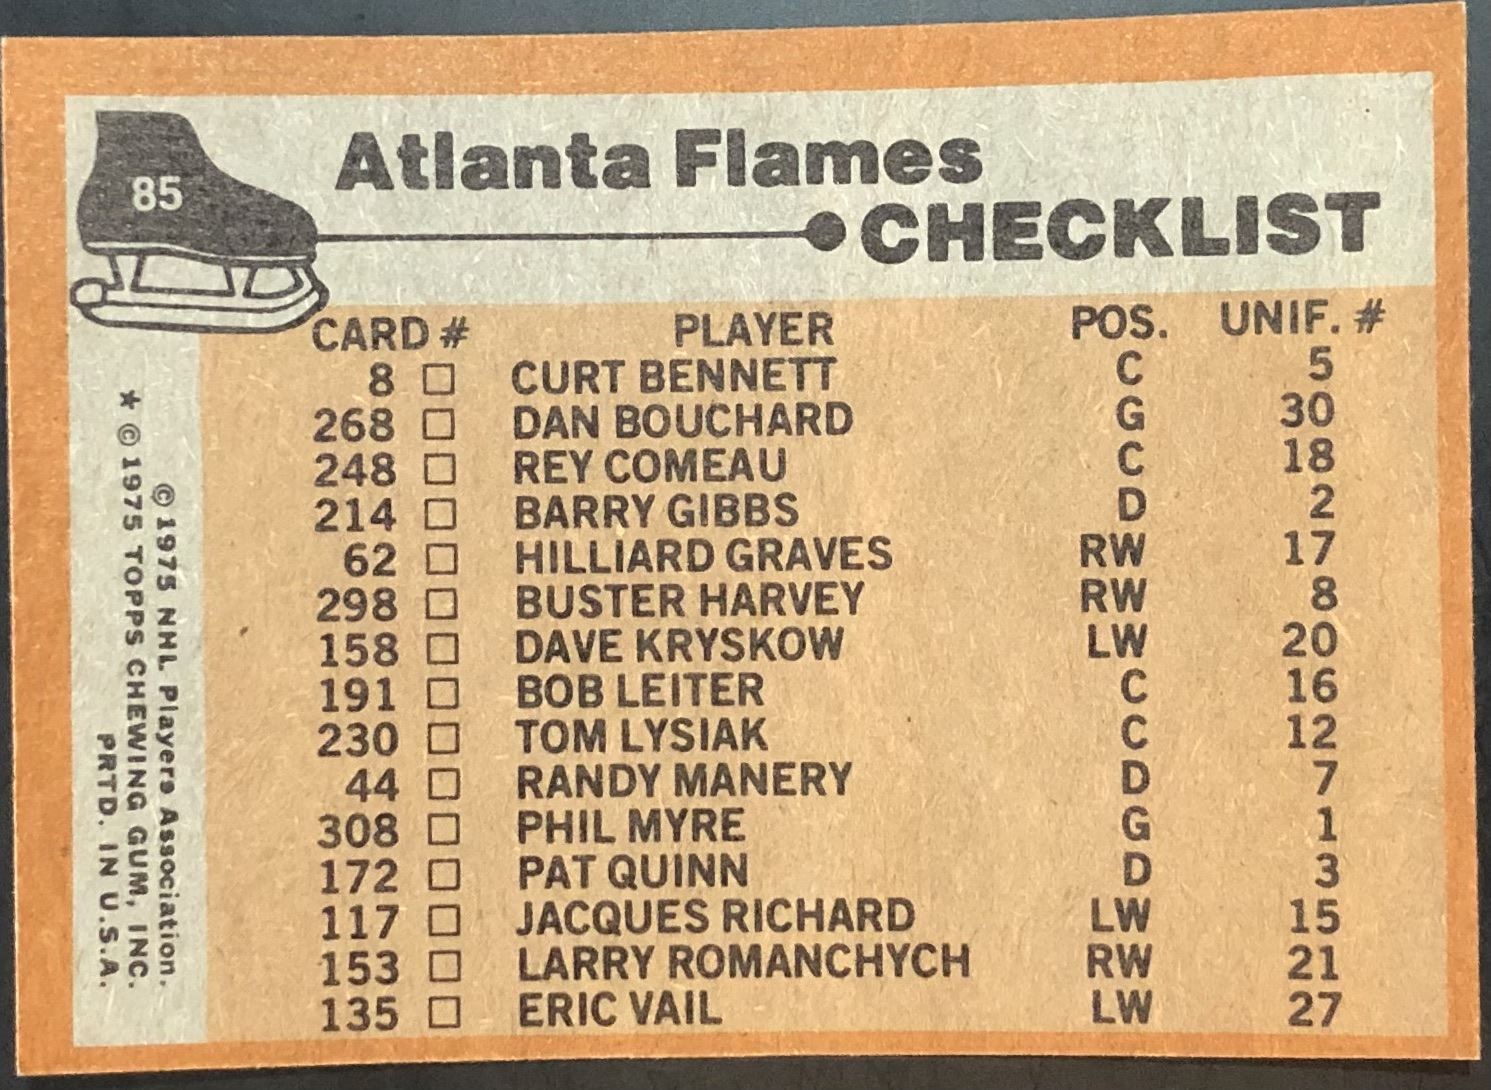 85
Atlanta Flames
CHECKLIST
CARD # PLAYER POS. UNIF. #
8 □ CURT BENNETT C 5
268 □ DAN BOUCHARD G 30
248 □ REY COMEAU C 18
214 □ BARRY GIBBS D 2
62 □ HILLIARD GRAVES RW 17
298 □ BUSTER HARVEY RW 8
158 □ DAVE KRYSKOW LW 20
191 □ BOB LEITER C 16
230 □ TOM LYSIAK C 12
44 □ RANDY MANERY D 7
308 □ PHIL MYRE G 1
172 □ PAT QUINN D 3
117 □ JACQUES RICHARD LW 15
153 □ LARRY ROMANCHYCH RW 21
135 □ ERIC VAIL LW 27
© 1975 NHL Players Association.
★ © 1975 TOPPS CHEWING GUM, INC.
PRTD. IN U.S.A.